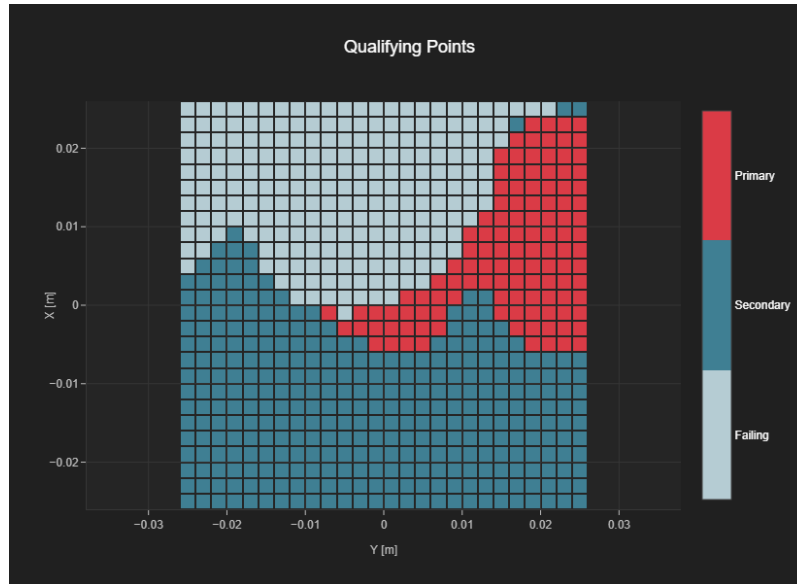 Qualifying Points
0.02
0.01
0
−0.01
−0.02
X [m]
−0.03
−0.02
−0.01
0
0.01
0.02
0.03
Y [m]
Primary
Secondary
Failing